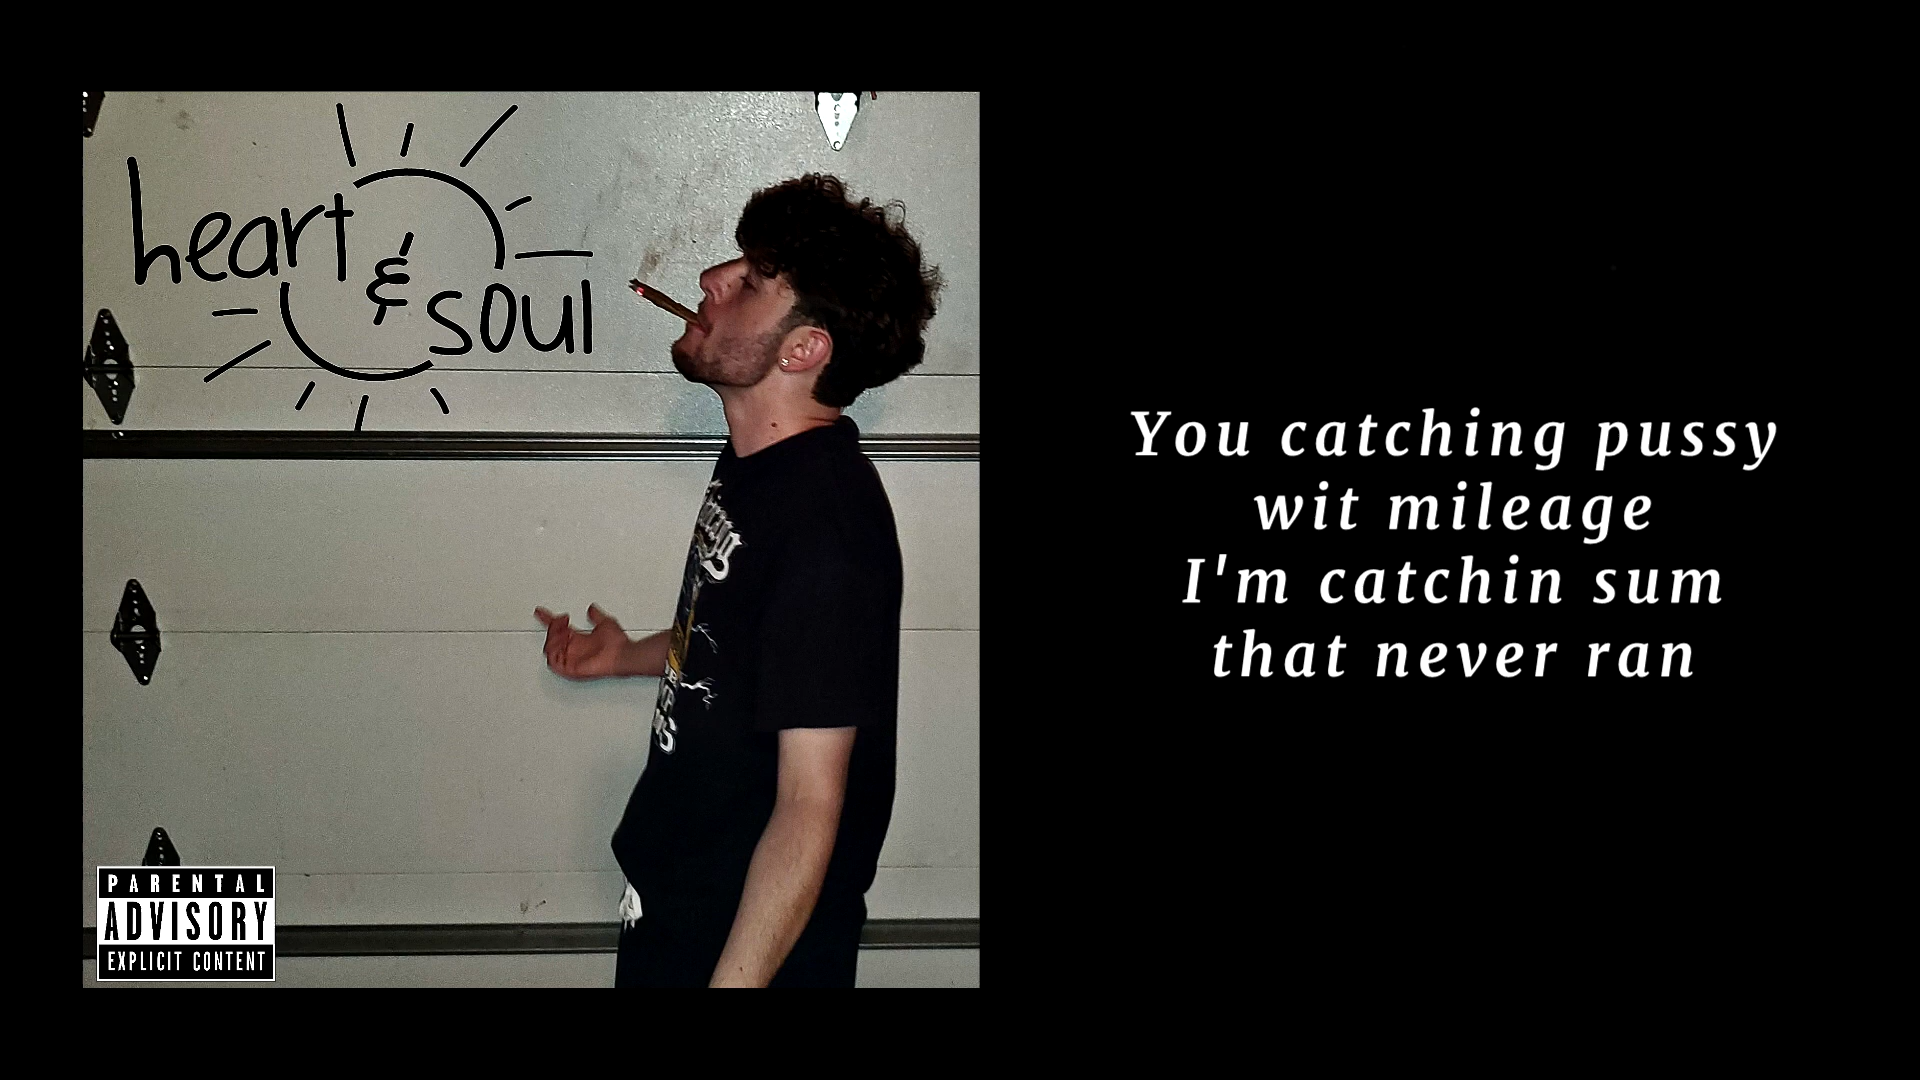 heart
&
soul
PARENTAL
ADVISORY
EXPLICIT CONTENT
You catching pussy
wit mileage
I'm catchin sum
that never ran